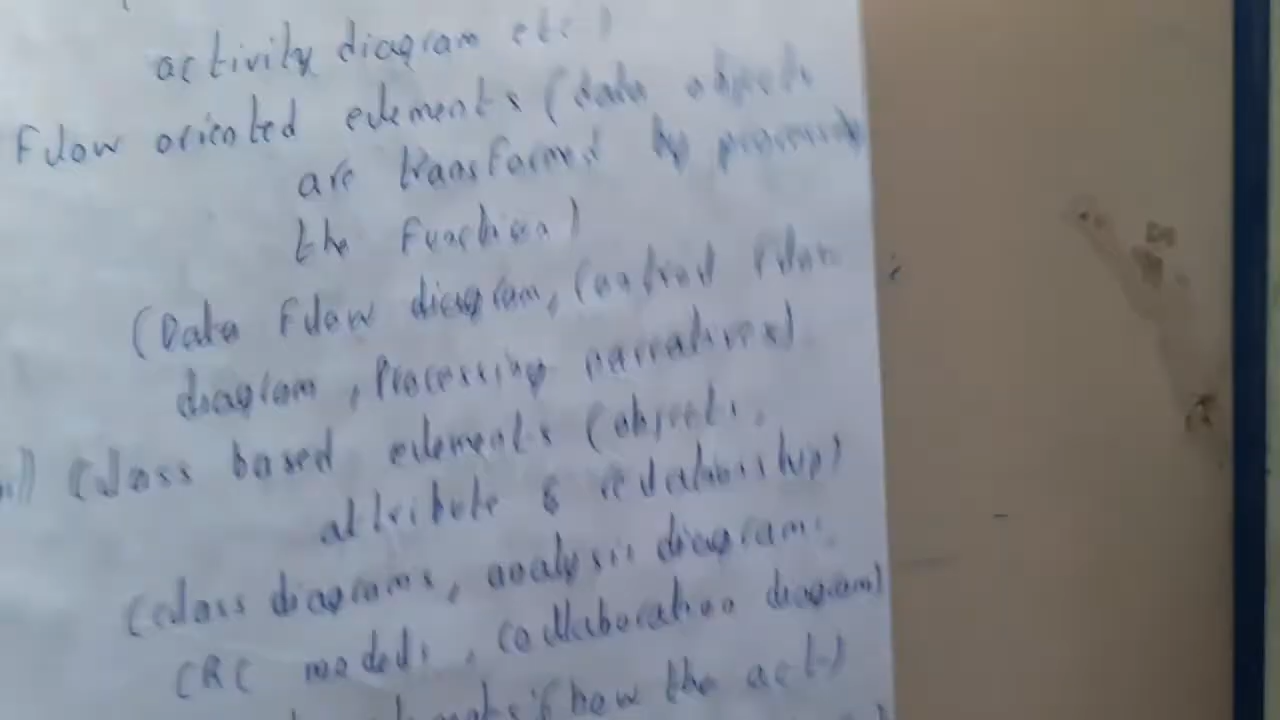 activity diagram etc)
Flow oriented elements (data objects
are transformed by processing
the function)
(Data Flow diagram, Control flow
diagram, Processing narratives)
Class based elements (objects,
attribute & relationship)
(class diagrams, analysis diagram,
CRC models, collaboration diagram)
(how the act)